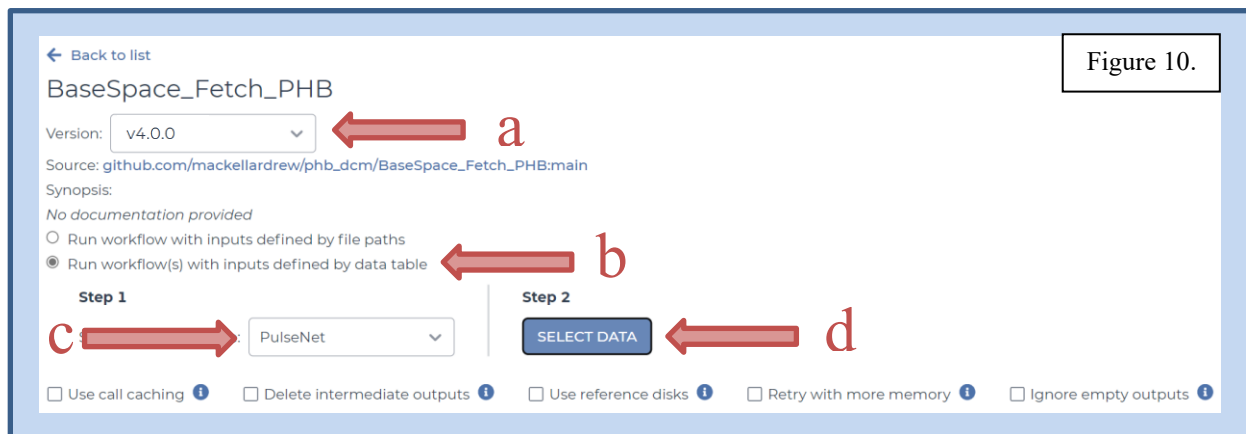 Back to list
Figure 10.
BaseSpace_Fetch_PHB
Version: v4.0.0
a
Source: github.com/mackellardrew/phb_dcm/BaseSpace_Fetch_PHB:main
Synopsis:
No documentation provided
Run workflow with inputs defined by file paths
Run workflow(s) with inputs defined by data table
b
Step 1
Step 2
c
: PulseNet
SELECT DATA
d
Use call caching Delete intermediate outputs Use reference disks Retry with more memory Ignore empty outputs